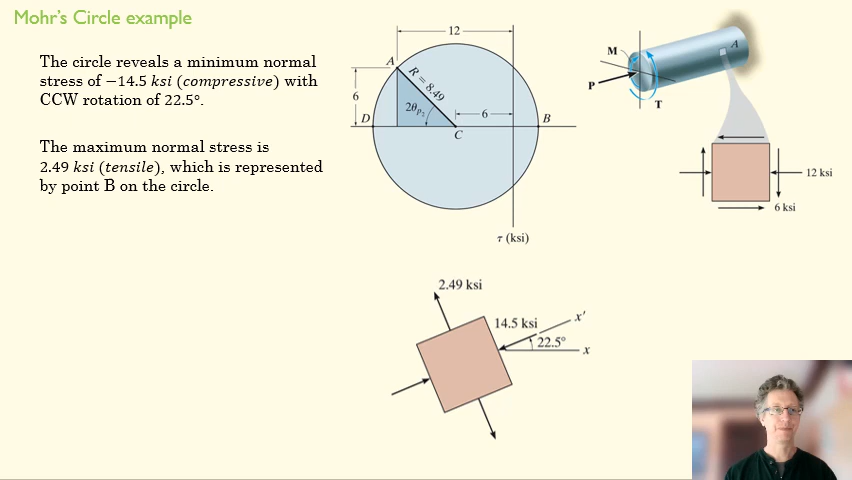 Mohr's Circle example
The circle reveals a minimum normal
stress of −14.5 ksi (compressive) with
CCW rotation of 22.5°.
The maximum normal stress is
2.49 ksi (tensile), which is represented
by point B on the circle.
12
A
R = 8.49
6
2θp₂
6
D
C
B
τ (ksi)
M
A
P
T
12 ksi
6 ksi
2.49 ksi
14.5 ksi
x'
22.5°
x